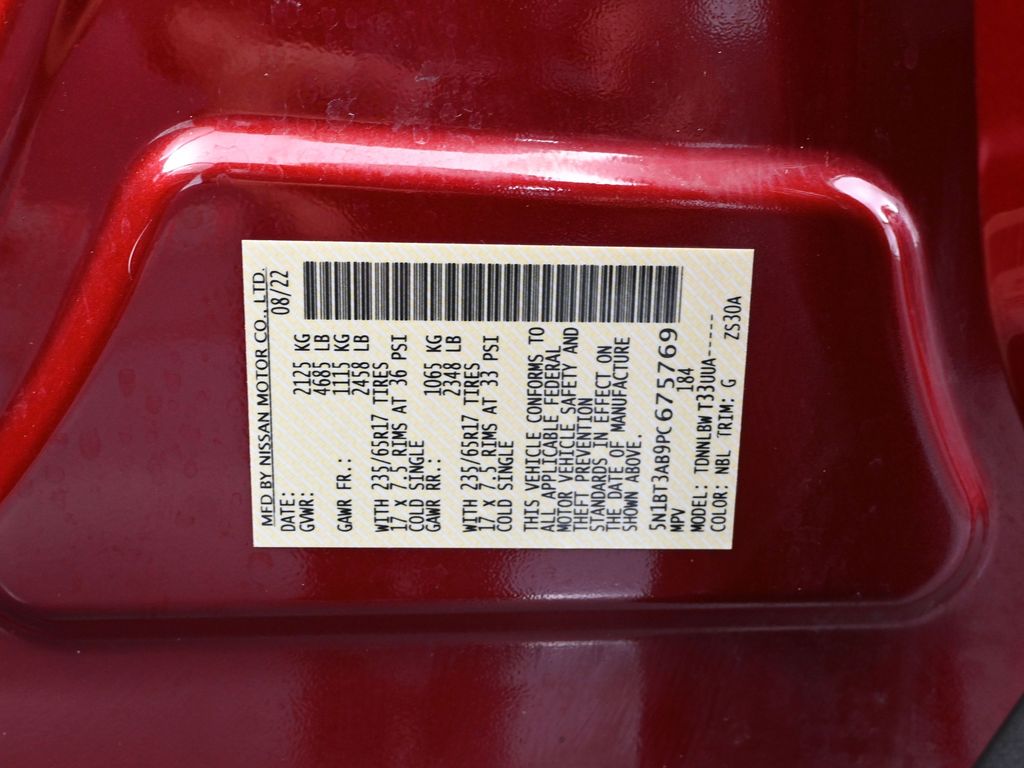 MFD BY NISSAN MOTOR CO., LTD.
DATE: 08/22
GVWR: 2125 KG
4685 LB
GAWR FR.: 1115 KG
2458 LB
WITH 235/65R17 TIRES
17 x 7.5 RIMS AT 36 PSI
COLD SINGLE
GAWR RR.: 1065 KG
2348 LB
WITH 235/65R17 TIRES
17 x 7.5 RIMS AT 33 PSI
COLD SINGLE
THIS VEHICLE CONFORMS TO
ALL APPLICABLE FEDERAL
MOTOR VEHICLE SAFETY AND
THEFT PREVENTION
STANDARDS IN EFFECT ON
THE DATE OF MANUFACTURE
SHOWN ABOVE.
5N1BT3AB9PC675769
MPV 184
MODEL: TDNNLBW T33UUA-----
COLOR: NBL TRIM: G ZS30A